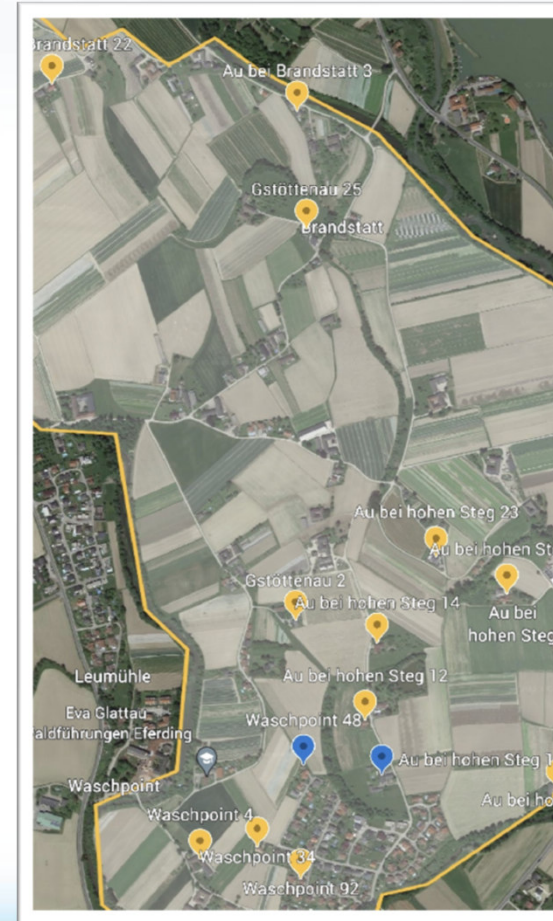 Brandstatt 22
Au bei Brandstatt 3
Gstöttenau 25
Brandstatt
Au bei hohen Steg 23
Au bei hohen St
Gstöttenau 2
Au bei hohen Steg 14
Au bei
hohen Steg
Au bei hohen Steg 12
Leumühle
Eva Glattau
aldführungen Eferding
Waschpoint 48
Au bei hohen Steg 1
Waschpoint
Au bei ho
Waschpoint 4
Waschpoint 34
Waschpoint 92